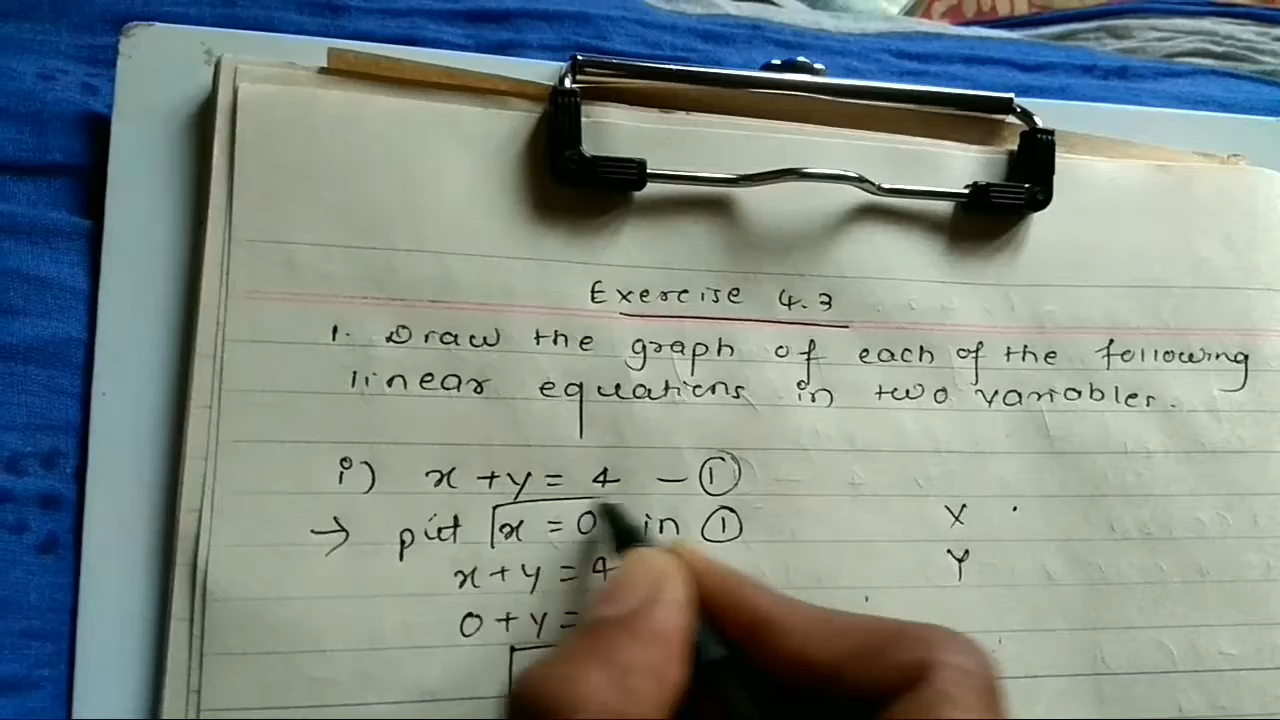 Exercise 4.3
1. Draw the graph of each of the following
linear equations in two variables.
i) x + y = 4 - ①
→ put x = 0 in ①
x + y = 4
0 + y =
X
Y